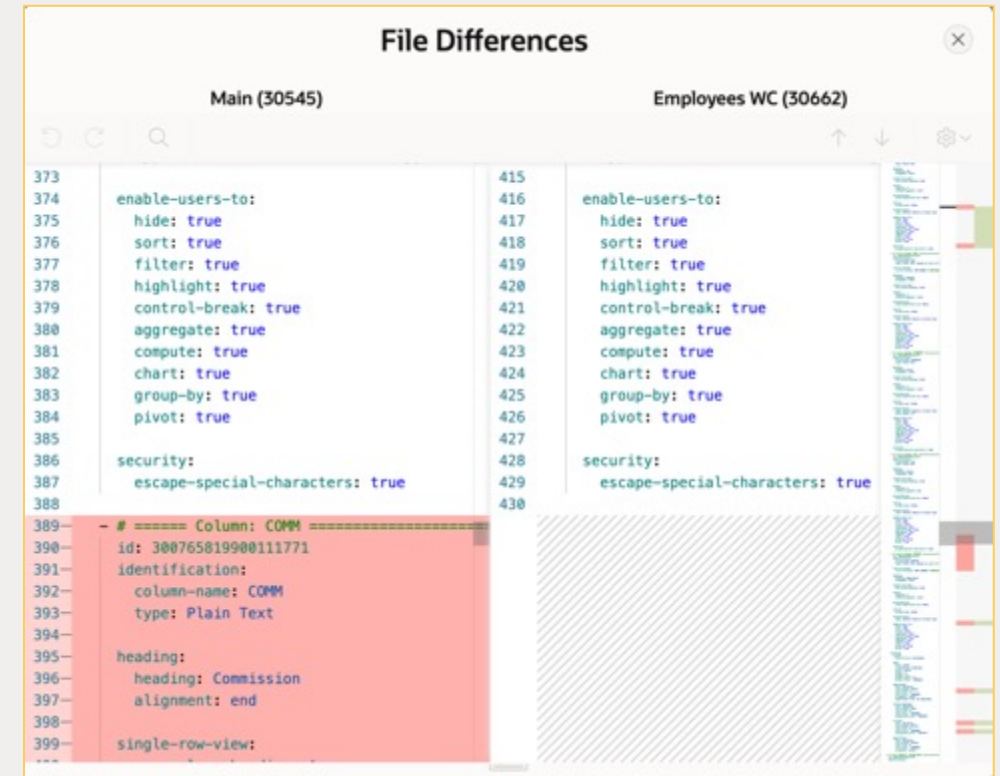 File Differences
Main (30545)
Employees WC (30662)
373
374 enable-users-to:
375 hide: true
376 sort: true
377 filter: true
378 highlight: true
379 control-break: true
380 aggregate: true
381 compute: true
382 chart: true
383 group-by: true
384 pivot: true
385
386 security:
387 escape-special-characters: true
388
389— - # ====== Column: COMM ====================
390— id: 300765819900111771
391— identification:
392— column-name: COMM
393— type: Plain Text
394—
395— heading:
396— heading: Commission
397— alignment: end
398—
399— single-row-view:
415
416 enable-users-to:
417 hide: true
418 sort: true
419 filter: true
420 highlight: true
421 control-break: true
422 aggregate: true
423 compute: true
424 chart: true
425 group-by: true
426 pivot: true
427
428 security:
429 escape-special-characters: true
430